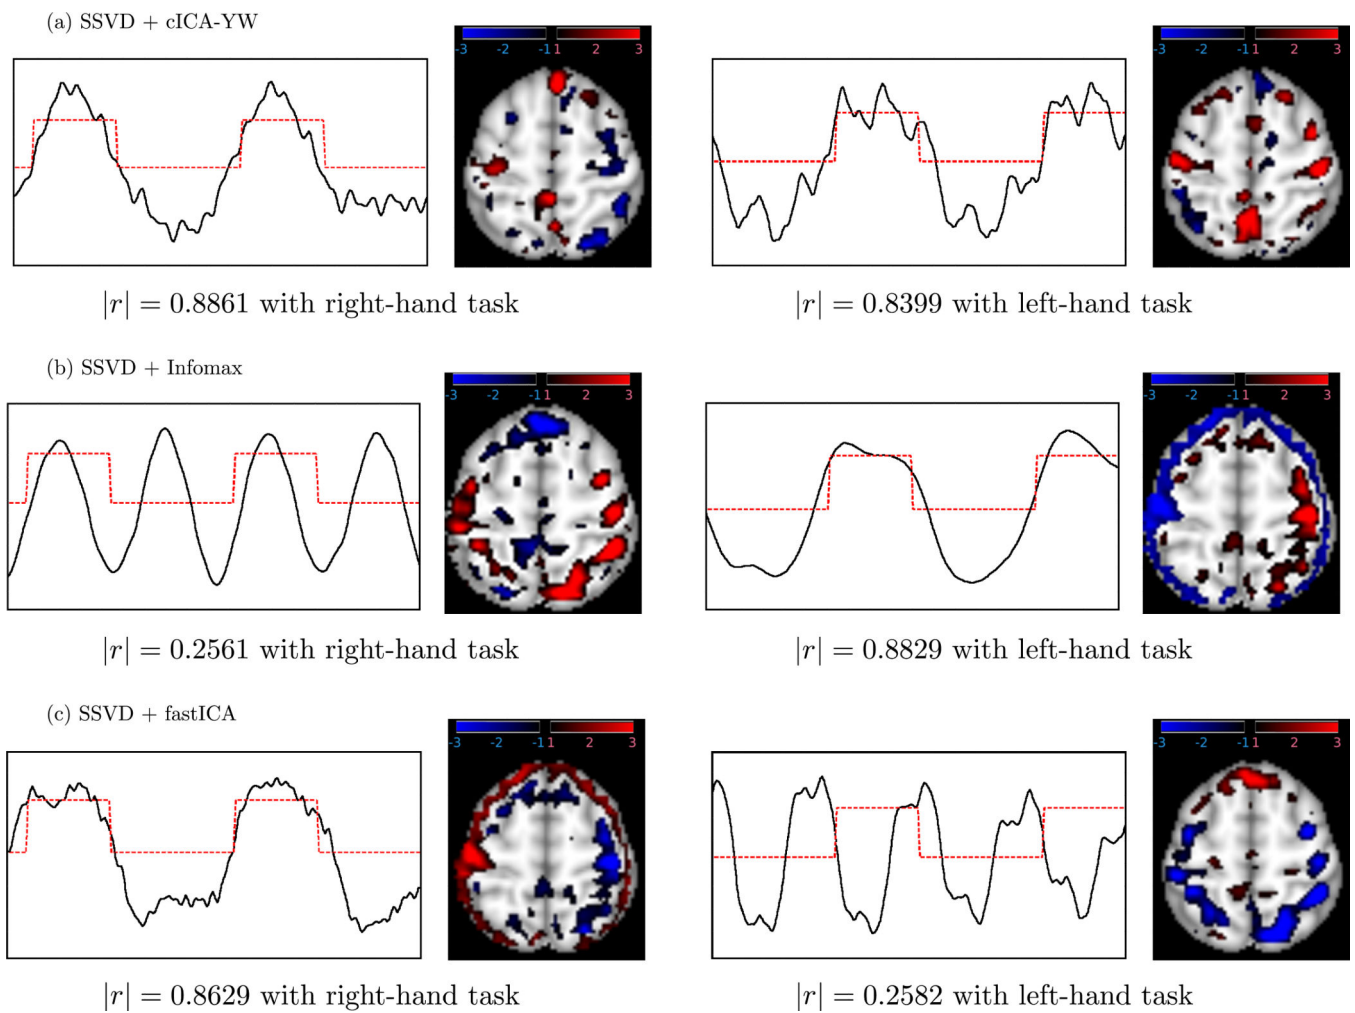 (a) SSVD + cICA-YW
-3 -2 -1 1 2 3
-3 -2 -1 1 2 3
|r| = 0.8861 with right-hand task
|r| = 0.8399 with left-hand task
(b) SSVD + Infomax
-3 -2 -1 1 2 3
-3 -2 -1 1 2 3
|r| = 0.2561 with right-hand task
|r| = 0.8829 with left-hand task
(c) SSVD + fastICA
-3 -2 -1 1 2 3
-3 -2 -1 1 2 3
|r| = 0.8629 with right-hand task
|r| = 0.2582 with left-hand task